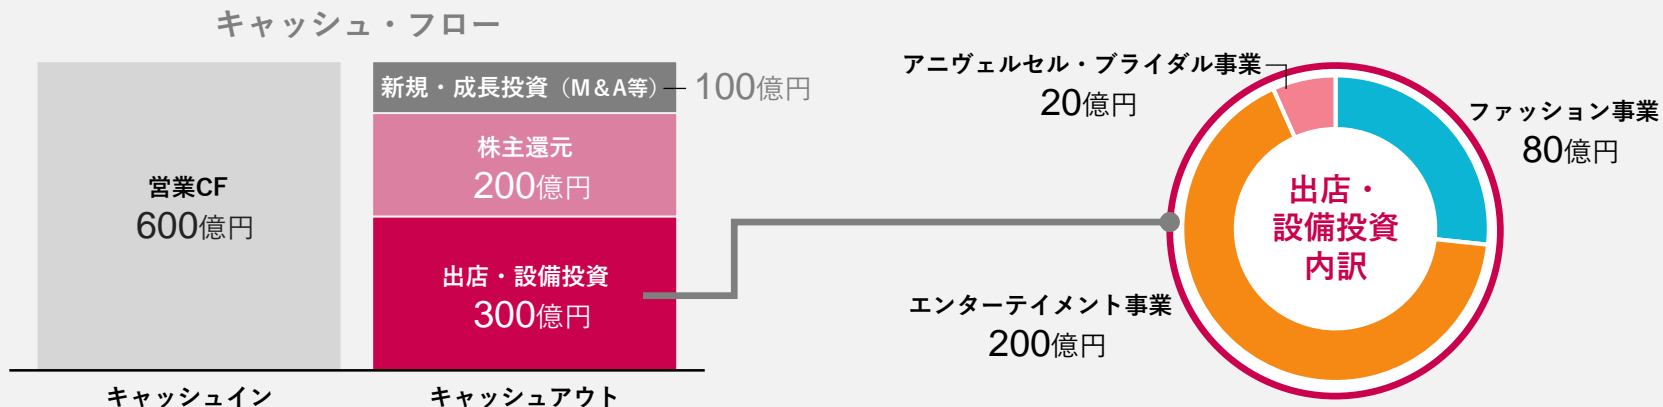 キャッシュ・フロー
営業CF
600億円
キャッシュイン
新規・成長投資（M&A等）
100億円
株主還元
200億円
出店・設備投資
300億円
キャッシュアウト
アニヴェルセル・ブライダル事業
20億円
ファッション事業
80億円
エンターテイメント事業
200億円
出店・
設備投資
内訳